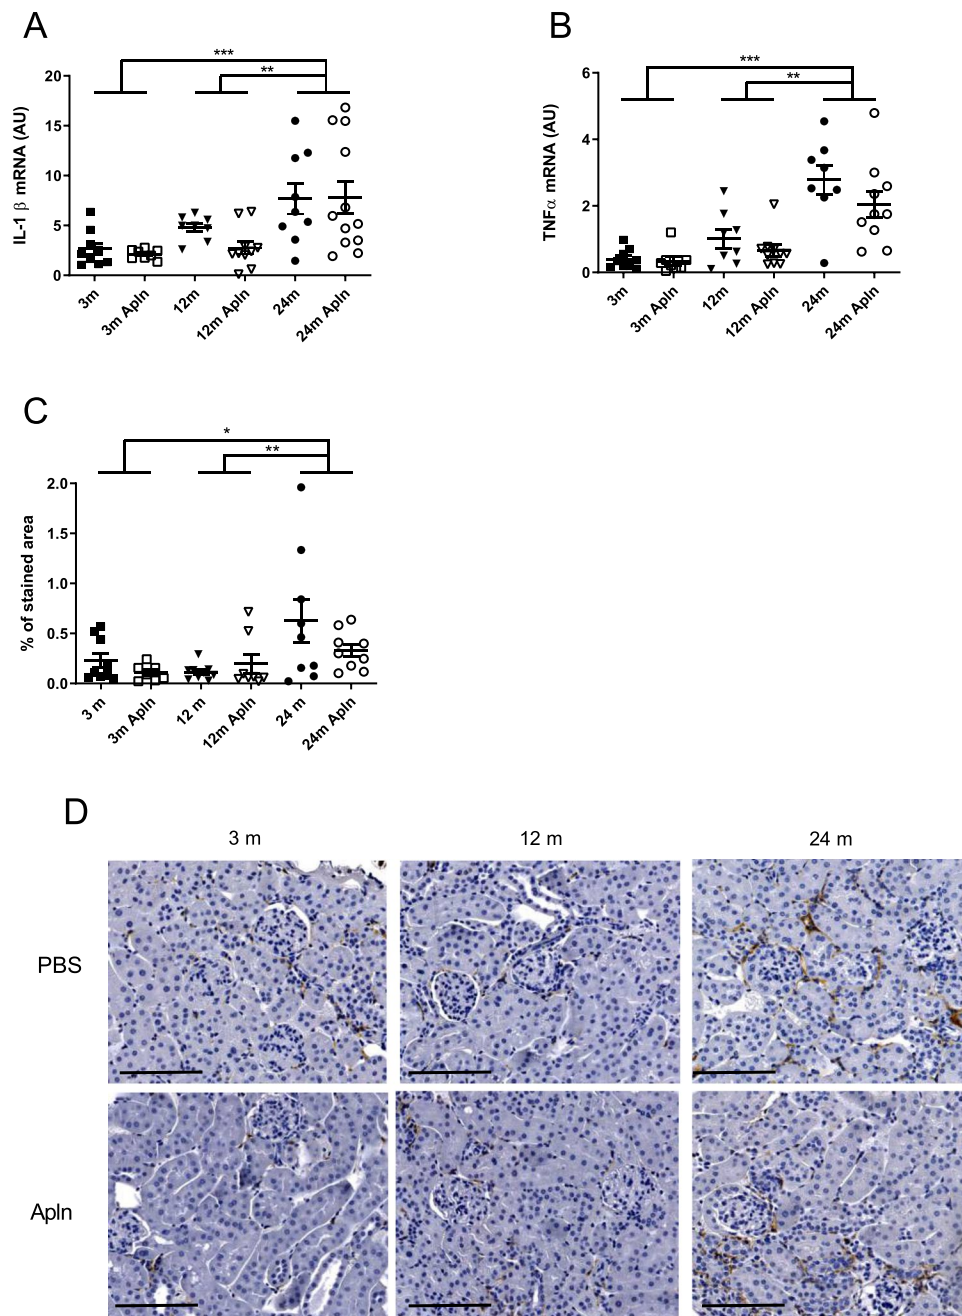 A
***
**
20
15
10
5
0
IL-1 β mRNA (AU)
3m
3m Apln
12m
12m Apln
24m
24m Apln
B
***
**
6
4
2
0
TNFα mRNA (AU)
3m
3m Apln
12m
12m Apln
24m
24m Apln
C
*
**
2.0
1.5
1.0
0.5
0.0
% of stained area
3 m
3m Apln
12 m
12m Apln
24 m
24m Apln
D
3 m
12 m
24 m
PBS
Apln